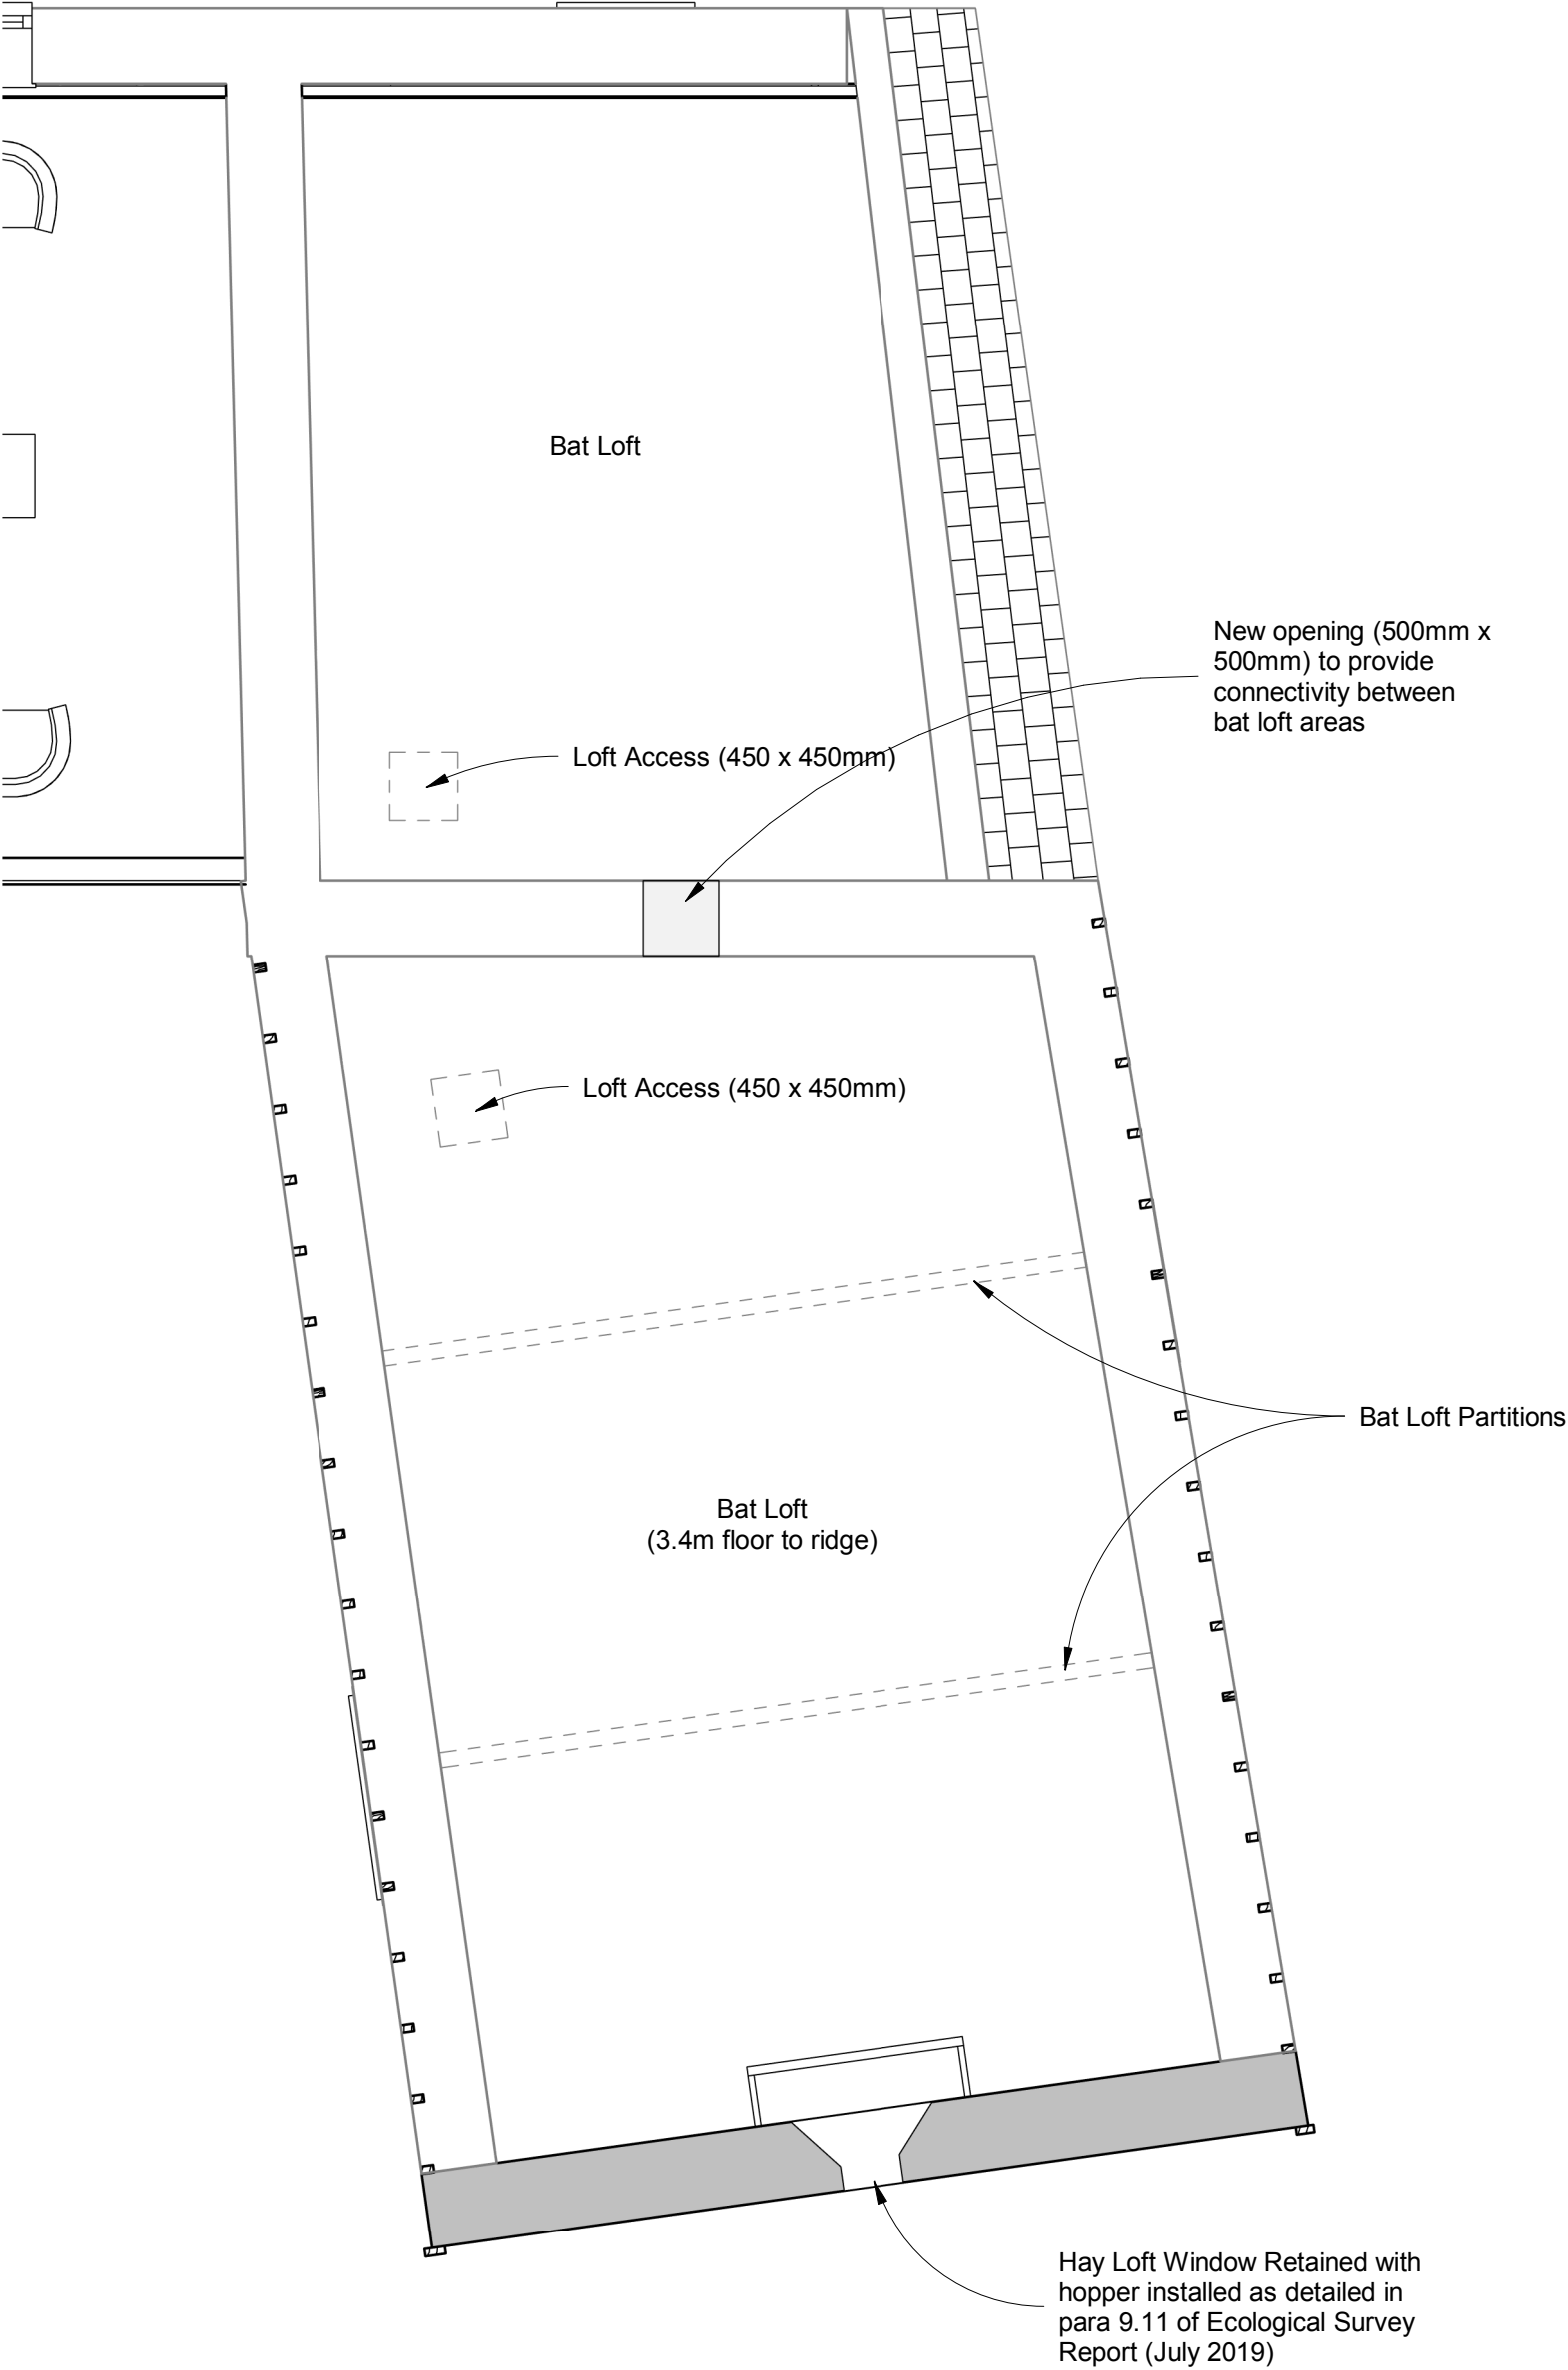 Bat Loft
New opening (500mm x
500mm) to provide
connectivity between
bat loft areas
Loft Access (450 x 450mm)
Loft Access (450 x 450mm)
Bat Loft Partitions
Bat Loft
(3.4m floor to ridge)
Hay Loft Window Retained with
hopper installed as detailed in
para 9.11 of Ecological Survey
Report (July 2019)